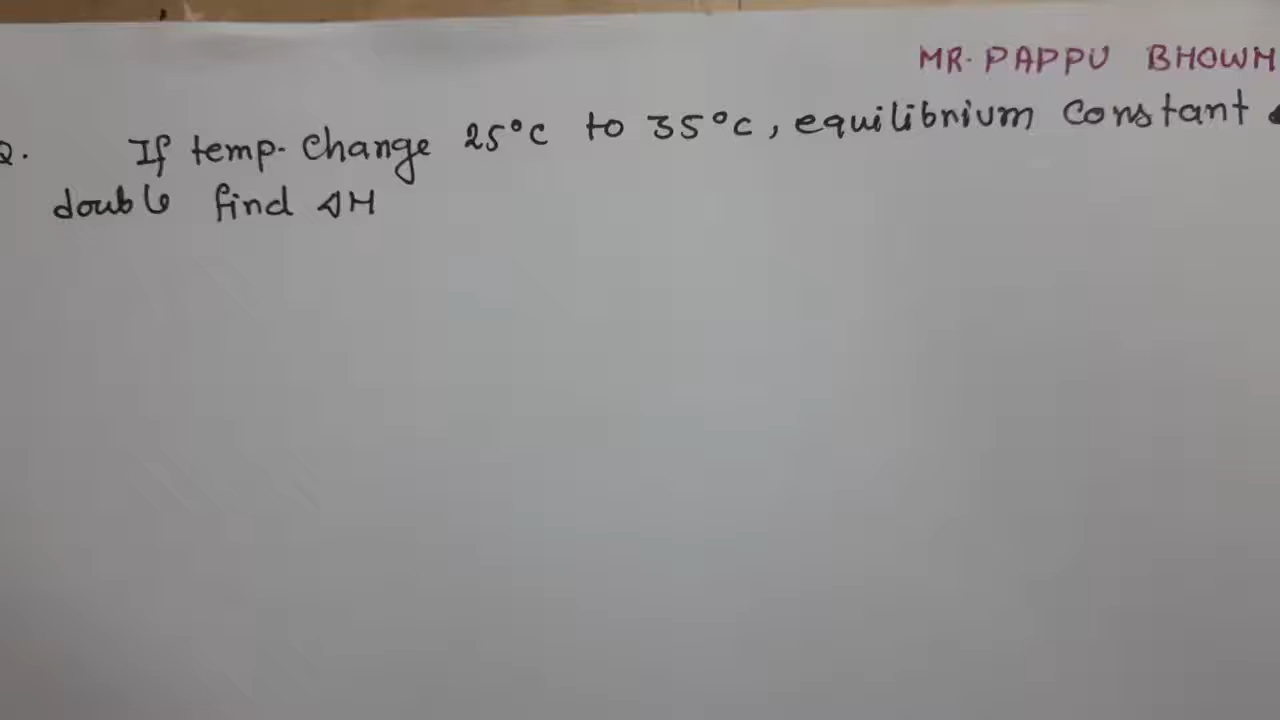 MR. PAPPU BHOWM
Q. If temp. change 25°C to 35°C, equilibrium constant
double find ΔH